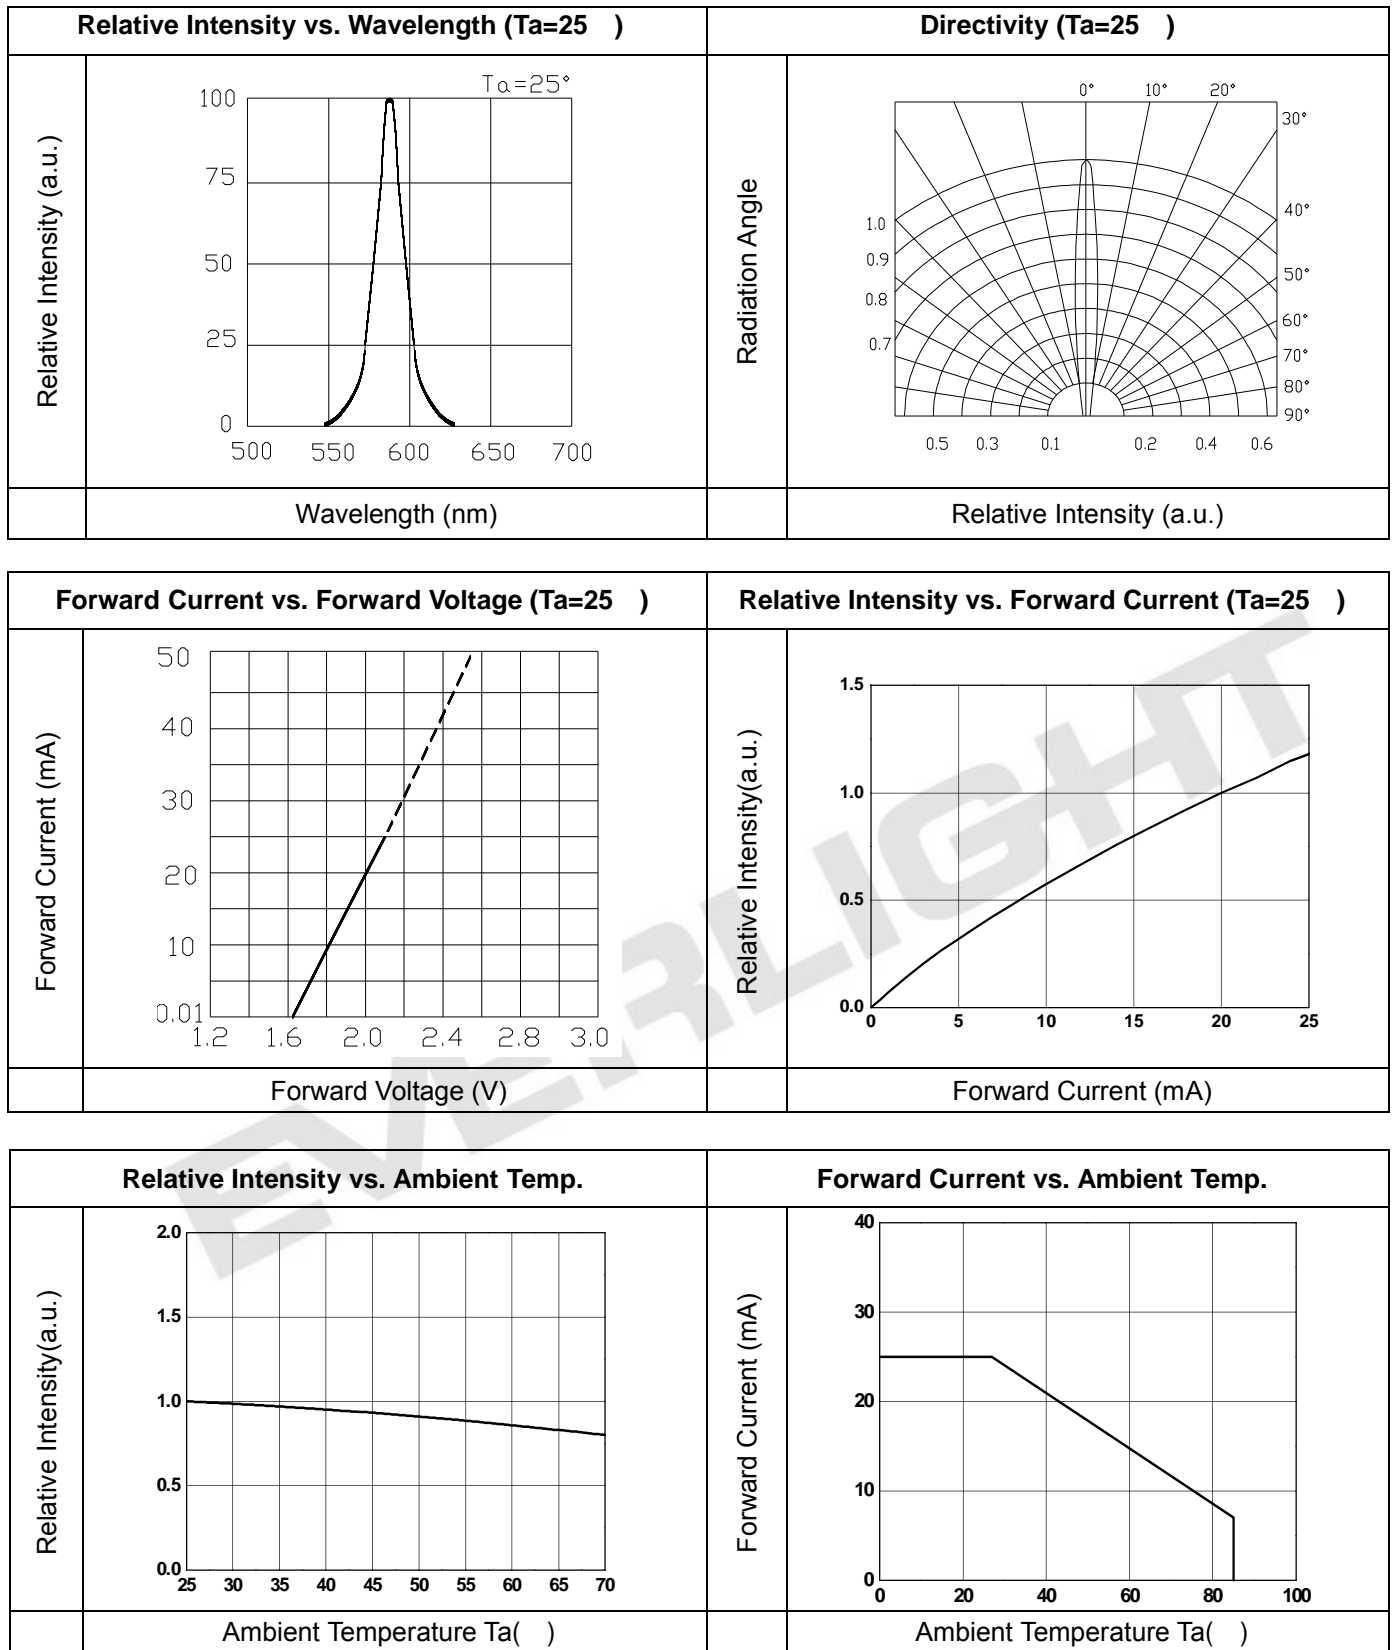 Relative Intensity vs. Wavelength (Ta=25 )
Directivity (Ta=25 )
Relative Intensity (a.u.)
Ta=25°
100
75
50
25
0
500 550 600 650 700
Wavelength (nm)
Radiation Angle
0° 10° 20°
30°
40°
50°
60°
70°
80°
90°
1.0
0.9
0.8
0.7
0.5 0.3 0.1 0.2 0.4 0.6
Relative Intensity (a.u.)
Forward Current vs. Forward Voltage (Ta=25 )
Relative Intensity vs. Forward Current (Ta=25 )
Forward Current (mA)
50
40
30
20
10
0.01
1.2 1.6 2.0 2.4 2.8 3.0
Forward Voltage (V)
Relative Intensity(a.u.)
1.5
1.0
0.5
0.0
0 5 10 15 20 25
Forward Current (mA)
EVERLIGHT
Relative Intensity vs. Ambient Temp.
Forward Current vs. Ambient Temp.
Relative Intensity(a.u.)
2.0
1.5
1.0
0.5
0.0
25 30 35 40 45 50 55 60 65 70
Ambient Temperature Ta( )
Forward Current (mA)
40
30
20
10
0
0 20 40 60 80 100
Ambient Temperature Ta( )